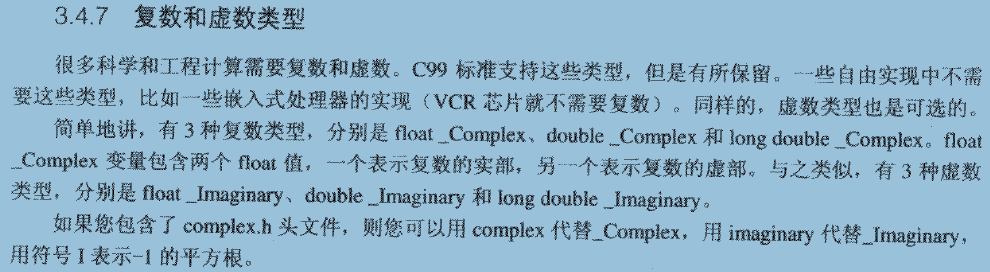 3.4.7 复数和虚数类型
很多科学和工程计算需要复数和虚数。C99 标准支持这些类型，但是有所保留。一些自由实现中不需
要这些类型，比如一些嵌入式处理器的实现（VCR 芯片就不需要复数）。同样的，虚数类型也是可选的。
简单地讲，有 3 种复数类型，分别是 float _Complex、double _Complex 和 long double _Complex。float
_Complex 变量包含两个 float 值，一个表示复数的实部，另一个表示复数的虚部。与之类似，有 3 种虚数
类型，分别是 float _Imaginary、double _Imaginary 和 long double _Imaginary。
如果您包含了 complex.h 头文件，则您可以用 complex 代替_Complex，用 imaginary 代替_Imaginary，
用符号 I 表示-1 的平方根。